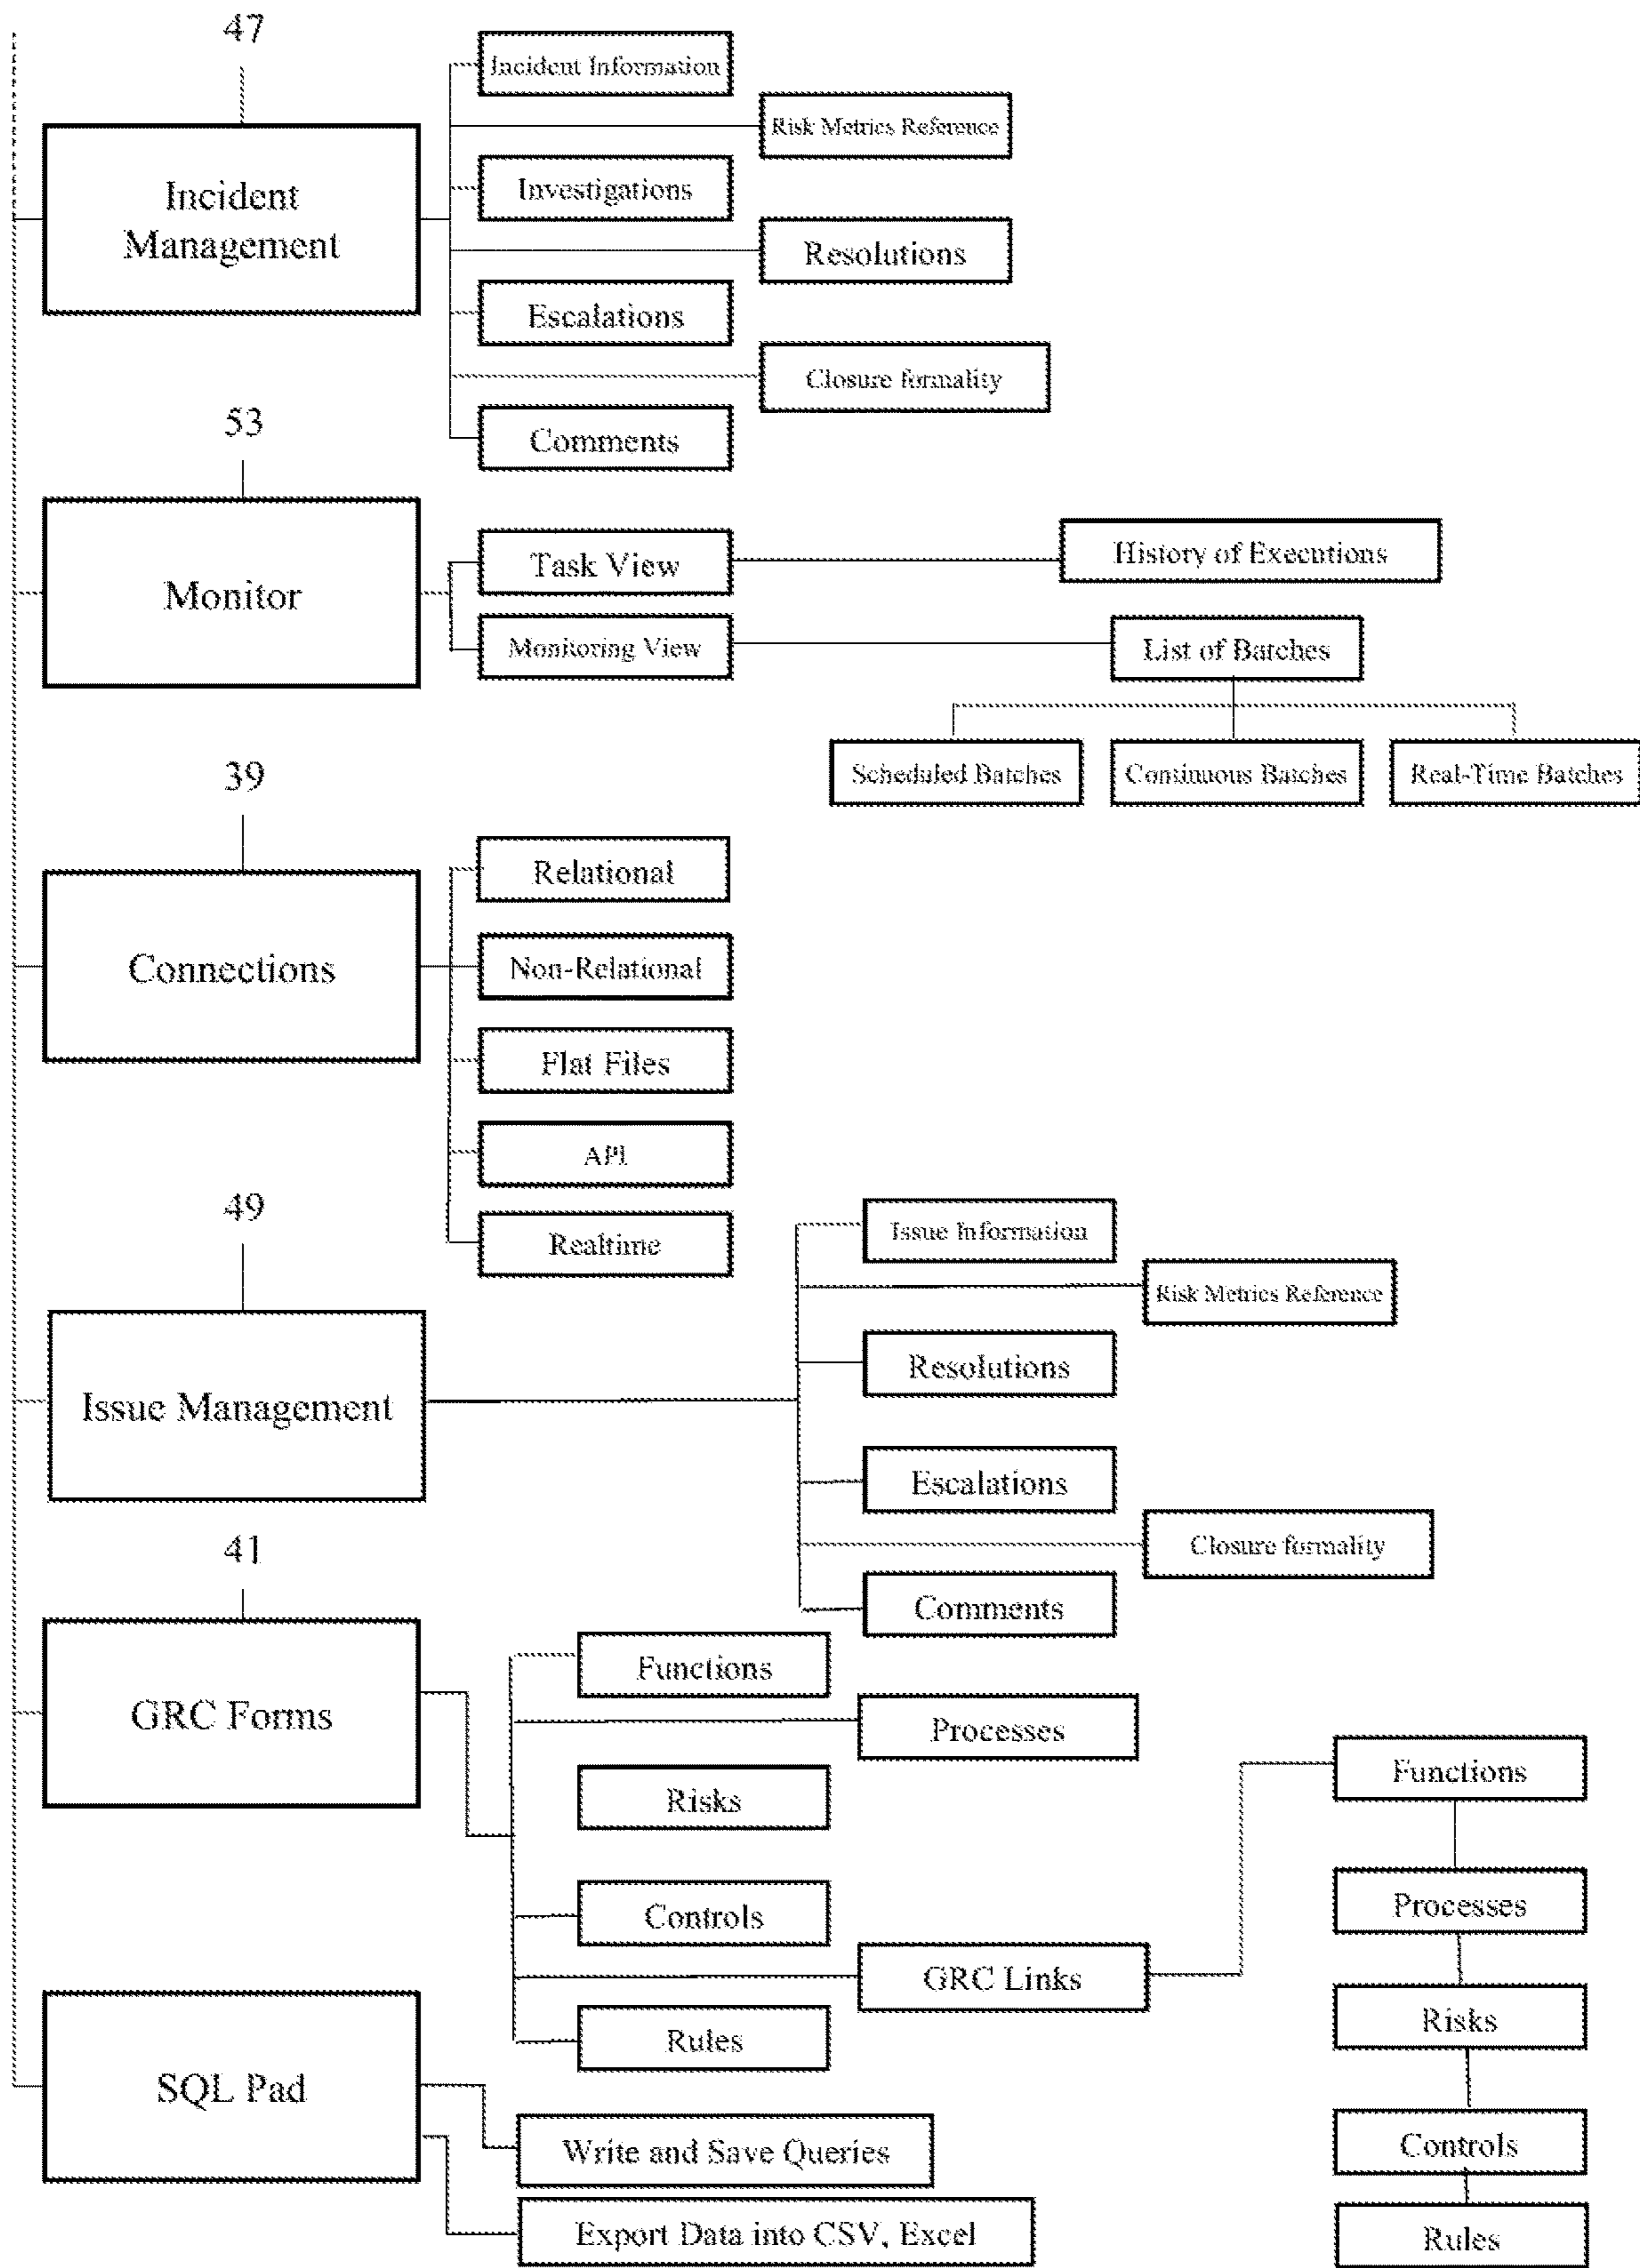 47
Incident Information
Risk Metrics Reference
Incident
Management
Investigations
Resolutions
Escalations
Closure formality
Comments
53
Monitor
Task View
History of Executions
Monitoring View
List of Batches
Scheduled Batches
Continuous Batches
Real-Time Batches
39
Connections
Relational
Non-Relational
Flat Files
API
Realtime
49
Issue Management
Issue Information
Risk Metrics Reference
Resolutions
Escalations
Closure formality
Comments
41
GRC Forms
Functions
Processes
Risks
Controls
GRC Links
Rules
Functions
Processes
Risks
Controls
Rules
SQL Pad
Write and Save Queries
Export Data into CSV, Excel